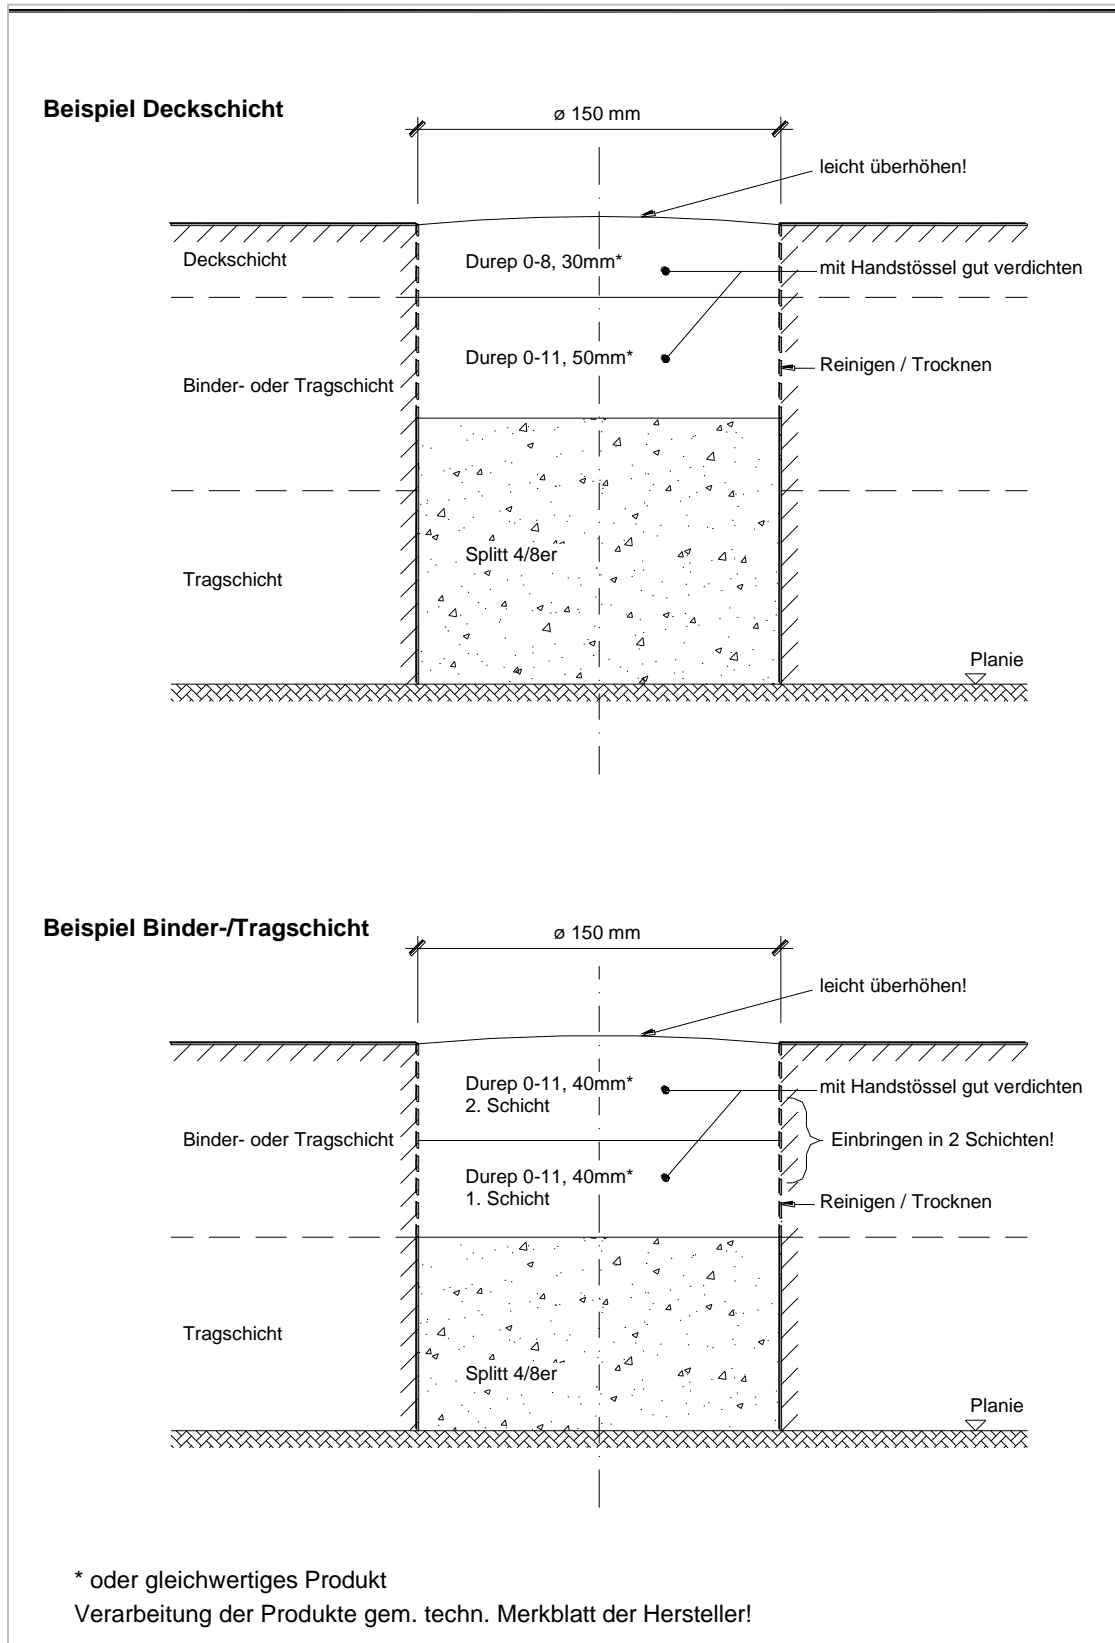 Beispiel Deckschicht
ø 150 mm
leicht überhöhen!
Deckschicht
Durep 0-8, 30mm*
mit Handstössel gut verdichten
Durep 0-11, 50mm*
Reinigen / Trocknen
Binder- oder Tragschicht
Splitt 4/8er
Tragschicht
Planie
Beispiel Binder-/Tragschicht
ø 150 mm
leicht überhöhen!
Durep 0-11, 40mm*
2. Schicht
mit Handstössel gut verdichten
Binder- oder Tragschicht
Einbringen in 2 Schichten!
Durep 0-11, 40mm*
1. Schicht
Reinigen / Trocknen
Tragschicht
Splitt 4/8er
Planie
* oder gleichwertiges Produkt
Verarbeitung der Produkte gem. techn. Merkblatt der Hersteller!